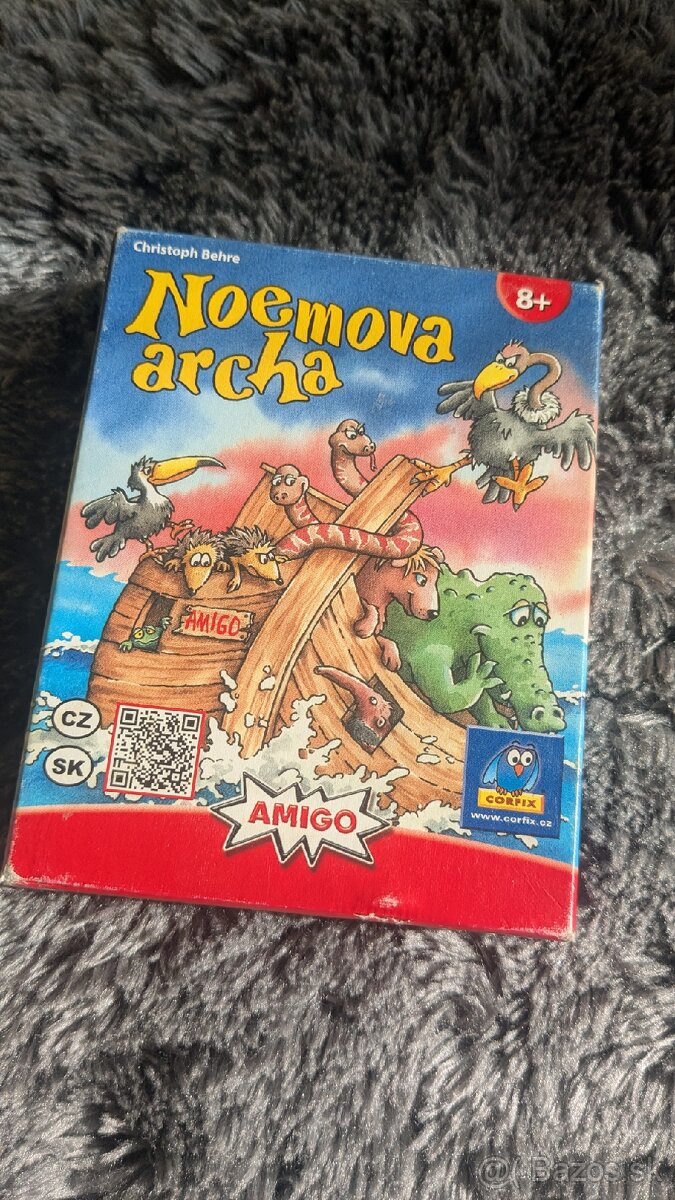 Christoph Behre
8+
Noemova
archa
AMIGO
CZ
SK
AMIGO
CORFIX
www.corfix.cz
Bazos.sk